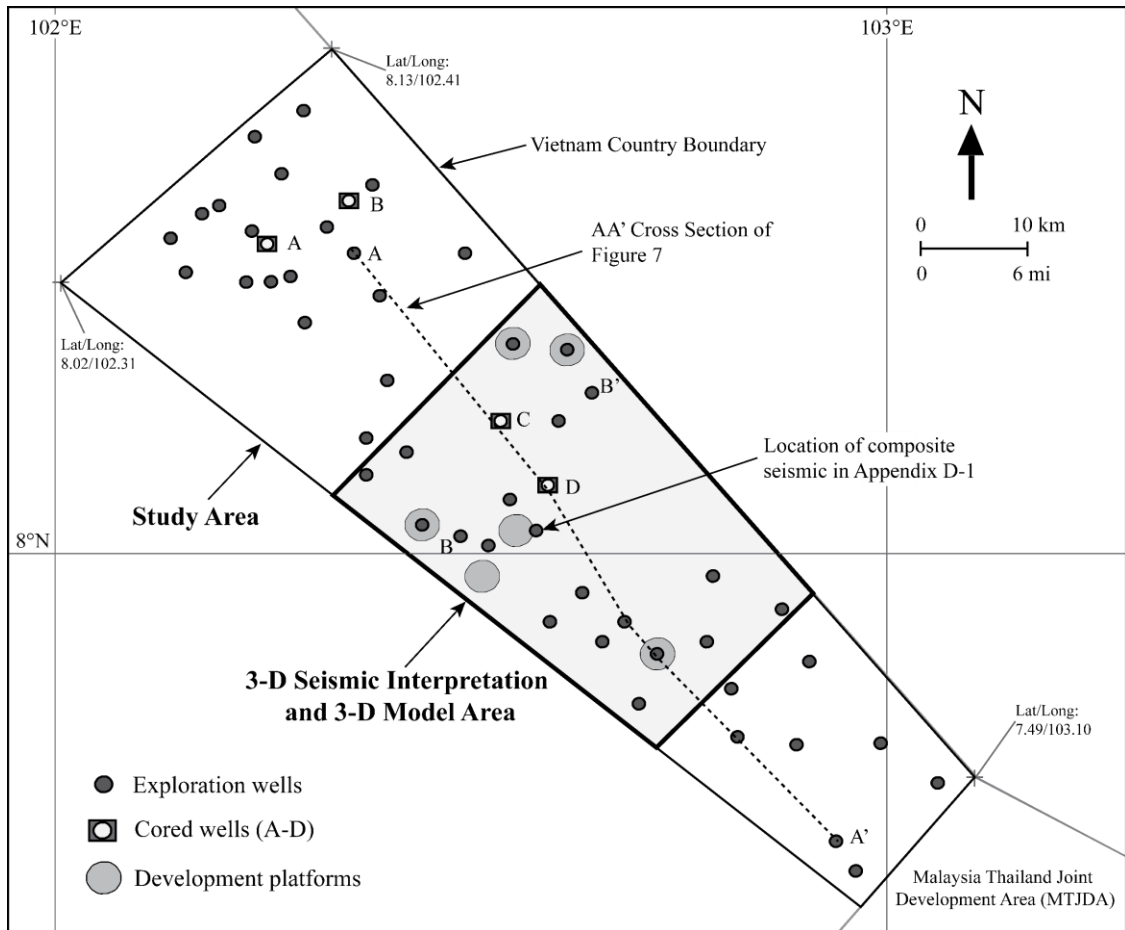 102°E
103°E
Lat/Long:
8.13/102.41
N
Vietnam Country Boundary
B
A
A
AA’ Cross Section of
Figure 7
0 10 km
0 6 mi
Lat/Long:
8.02/102.31
B’
C
Location of composite
seismic in Appendix D-1
D
Study Area
B
8°N
3-D Seismic Interpretation
and 3-D Model Area
Lat/Long:
7.49/103.10
Exploration wells
Cored wells (A-D)
Development platforms
A’
Malaysia Thailand Joint
Development Area (MTJDA)